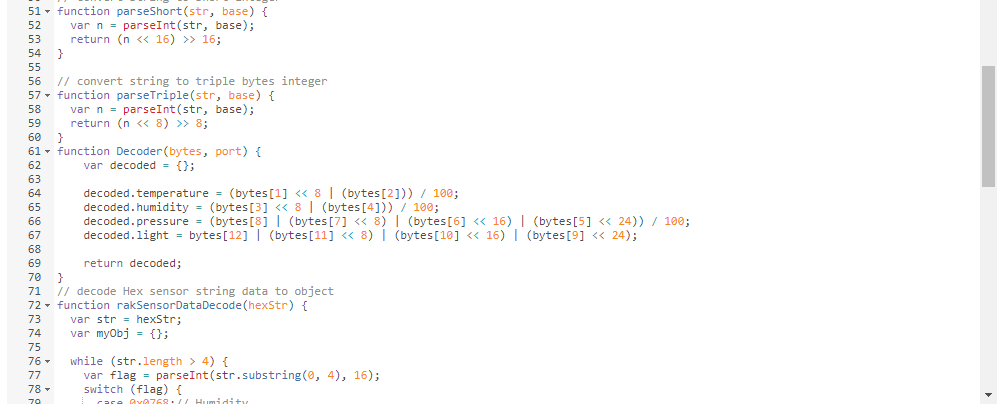 51 function parseShort(str, base) {
52 var n = parseInt(str, base);
53 return (n << 16) >> 16;
54 }
55
56 // convert string to triple bytes integer
57 function parseTriple(str, base) {
58 var n = parseInt(str, base);
59 return (n << 8) >> 8;
60 }
61 function Decoder(bytes, port) {
62 var decoded = {};
63
64 decoded.temperature = (bytes[1] << 8 | (bytes[2])) / 100;
65 decoded.humidity = (bytes[3] << 8 | (bytes[4])) / 100;
66 decoded.pressure = (bytes[8] | (bytes[7] << 8) | (bytes[6] << 16) | (bytes[5] << 24)) / 100;
67 decoded.light = bytes[12] | (bytes[11] << 8) | (bytes[10] << 16) | (bytes[9] << 24);
68
69 return decoded;
70 }
71 // decode Hex sensor string data to object
72 function rakSensorDataDecode(hexStr) {
73 var str = hexStr;
74 var myObj = {};
75
76 while (str.length > 4) {
77 var flag = parseInt(str.substring(0, 4), 16);
78 switch (flag) {
79 case 0x0768:// Humidity